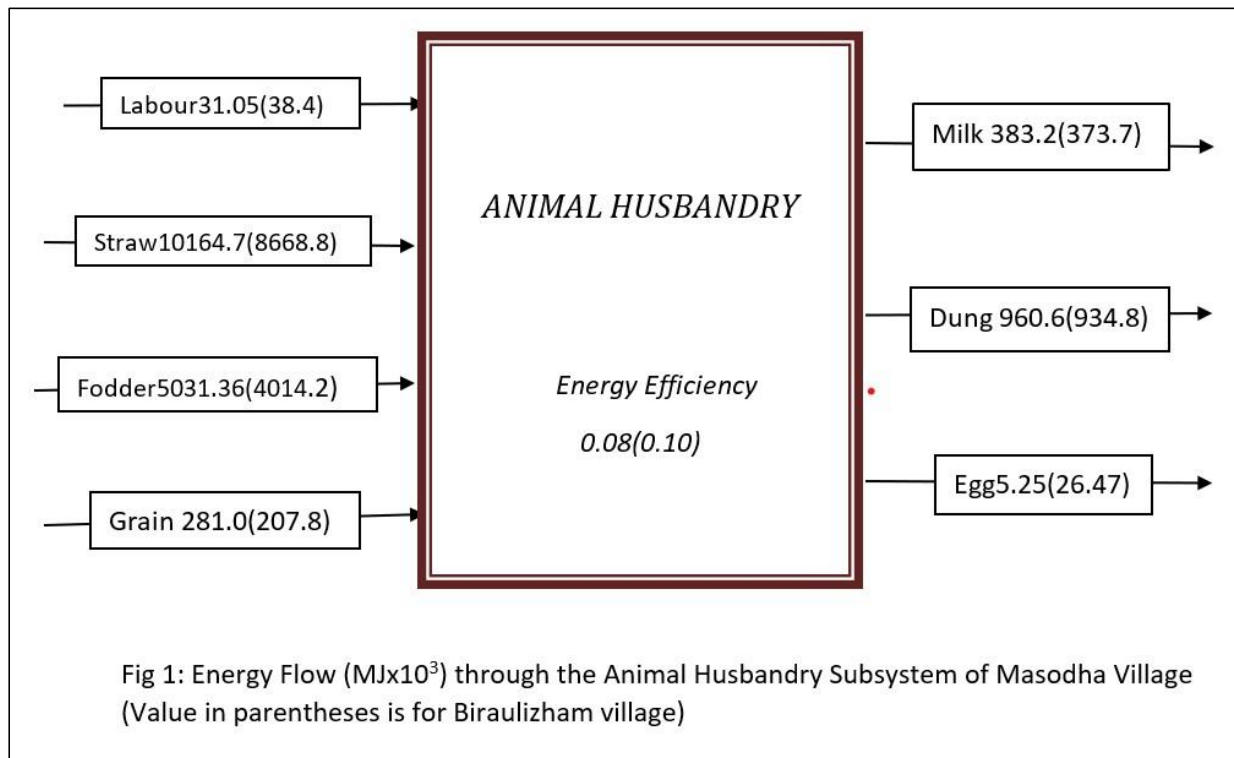 Labour31.05(38.4)
Straw10164.7(8668.8)
Fodder5031.36(4014.2)
Grain 281.0(207.8)
ANIMAL HUSBANDRY
Energy Efficiency
0.08(0.10)
Milk 383.2(373.7)
Dung 960.6(934.8)
Egg5.25(26.47)
Fig 1: Energy Flow (MJx10³) through the Animal Husbandry Subsystem of Masodha Village
(Value in parentheses is for Biraulizham village)